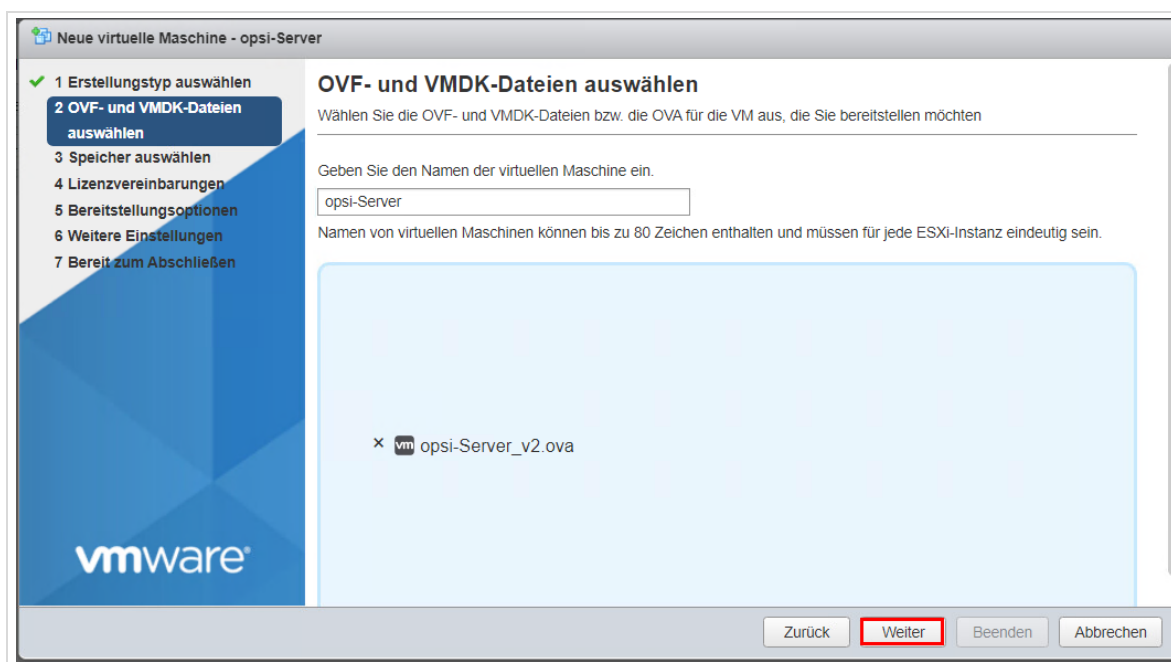 Neue virtuelle Maschine - opsi-Server
1 Erstellungstyp auswählen
2 OVF- und VMDK-Dateien
auswählen
3 Speicher auswählen
4 Lizenzvereinbarungen
5 Bereitstellungsoptionen
6 Weitere Einstellungen
7 Bereit zum Abschließen
vmware®
OVF- und VMDK-Dateien auswählen
Wählen Sie die OVF- und VMDK-Dateien bzw. die OVA für die VM aus, die Sie bereitstellen möchten
Geben Sie den Namen der virtuellen Maschine ein.
opsi-Server
Namen von virtuellen Maschinen können bis zu 80 Zeichen enthalten und müssen für jede ESXi-Instanz eindeutig sein.
× vm opsi-Server_v2.ova
Zurück Weiter Beenden Abbrechen